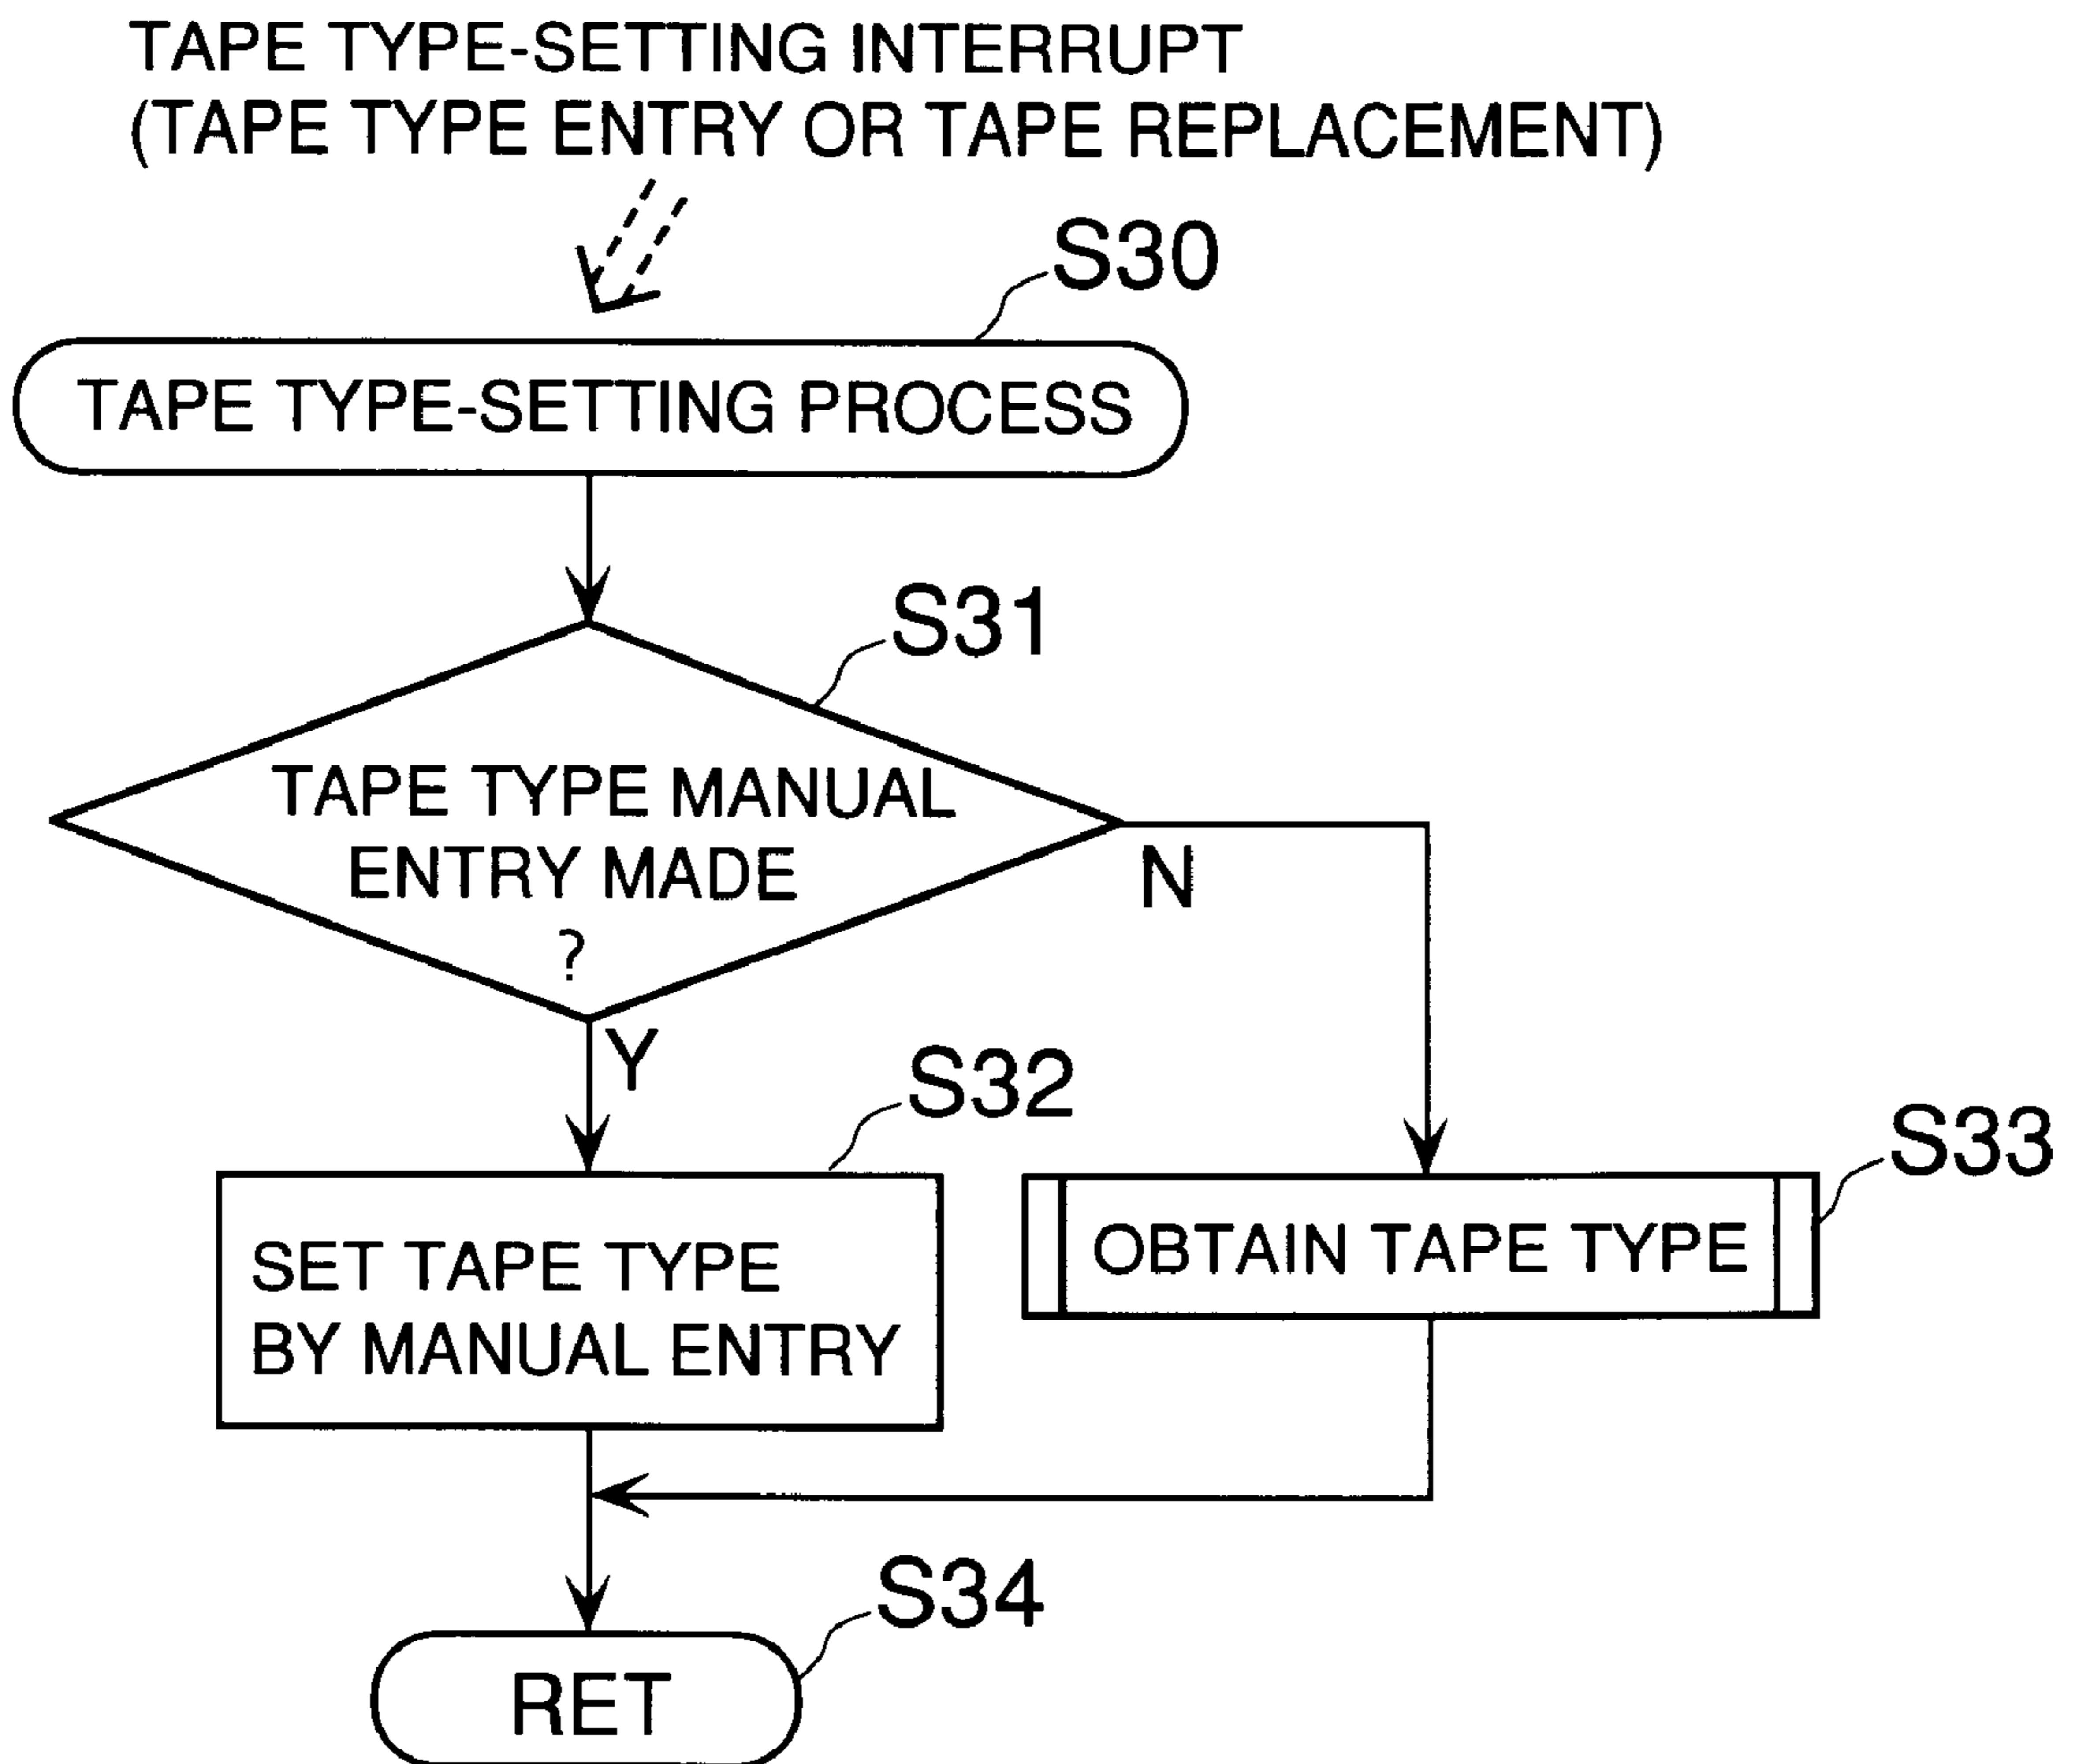 TAPE TYPE-SETTING INTERRUPT
(TAPE TYPE ENTRY OR TAPE REPLACEMENT)
S30
TAPE TYPE-SETTING PROCESS
S31
TAPE TYPE MANUAL
ENTRY MADE
?
N
Y
S32
S33
SET TAPE TYPE
BY MANUAL ENTRY
OBTAIN TAPE TYPE
S34
RET